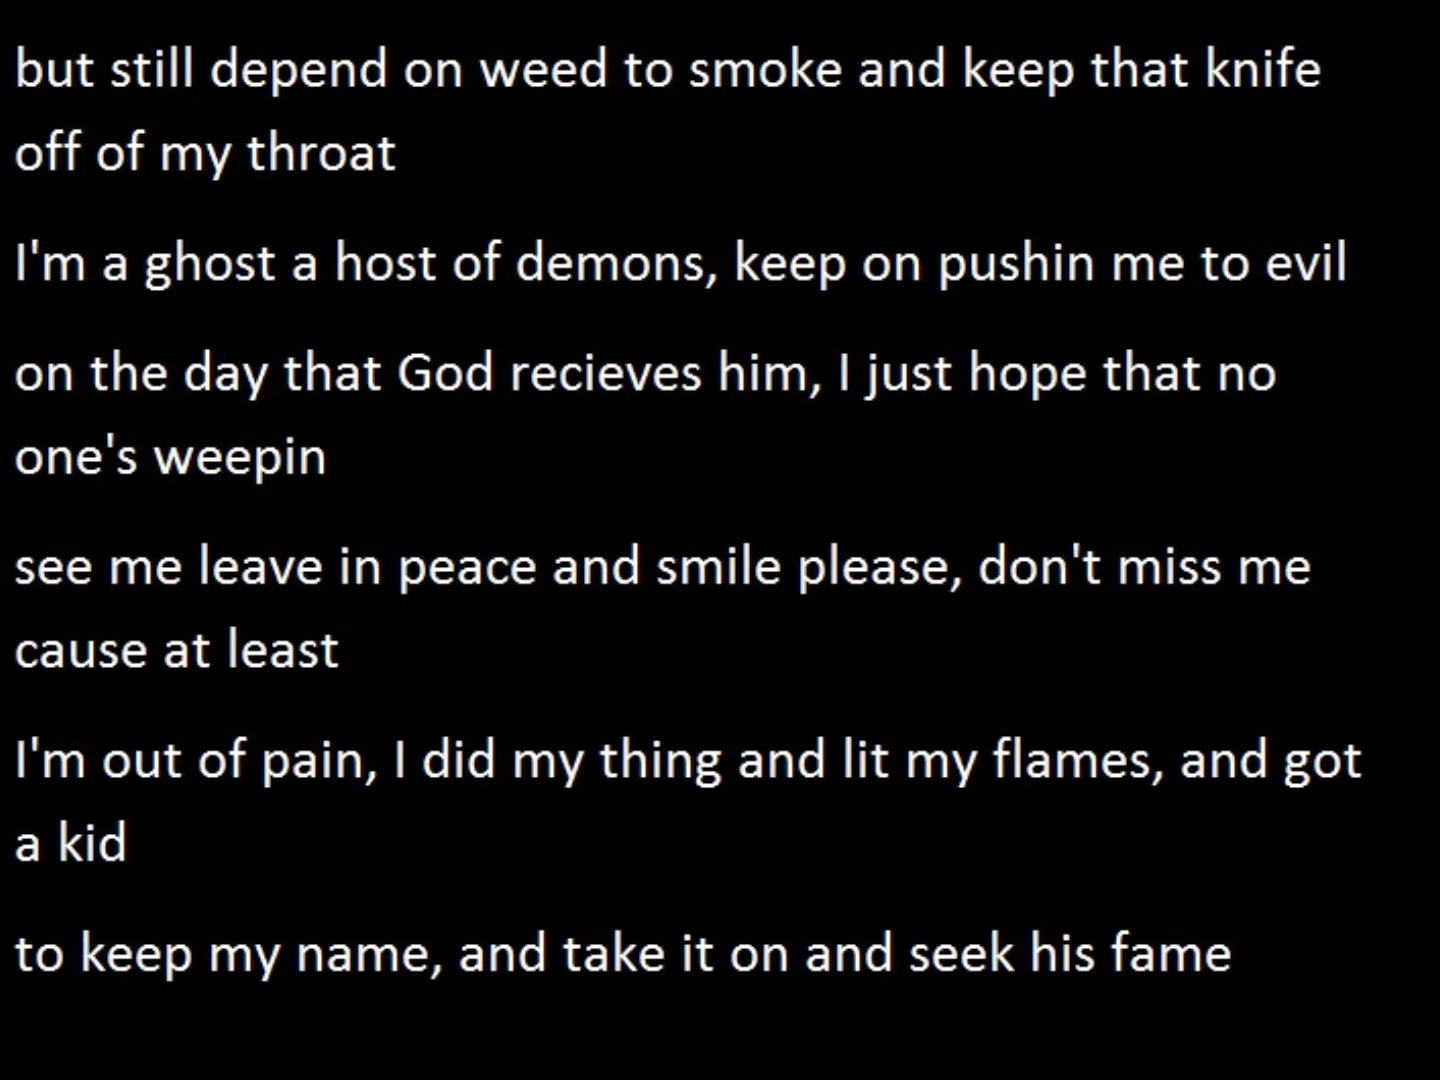 but still depend on weed to smoke and keep that knife
off of my throat
I'm a ghost a host of demons, keep on pushin me to evil
on the day that God recieves him, I just hope that no
one's weepin
see me leave in peace and smile please, don't miss me
cause at least
I'm out of pain, I did my thing and lit my flames, and got
a kid
to keep my name, and take it on and seek his fame